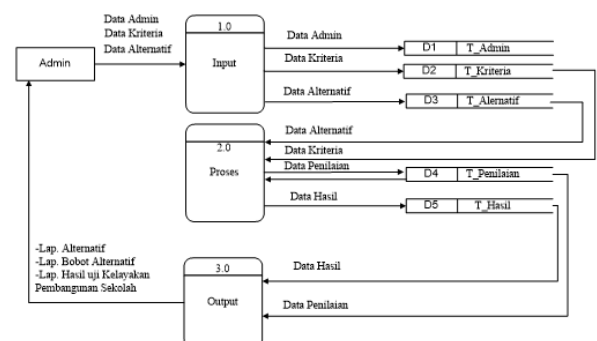 Data Admin
Data Kriteria
Data Alternatif
Admin
1.0
Input
Data Admin
Data Kriteria
Data Alternatif
D1 T_Admin
D2 T_Kriteria
D3 T_Alernatif
2.0
Proses
Data Alternatif
Data Kriteria
Data Penilaian
Data Hasil
D4 T_Penilaian
D5 T_Hasil
-Lap. Alternatif
-Lap. Bobot Alternatif
-Lap. Hasil uji Kelayakan
Pembangunan Sekolah
3.0
Output
Data Hasil
Data Penilaian